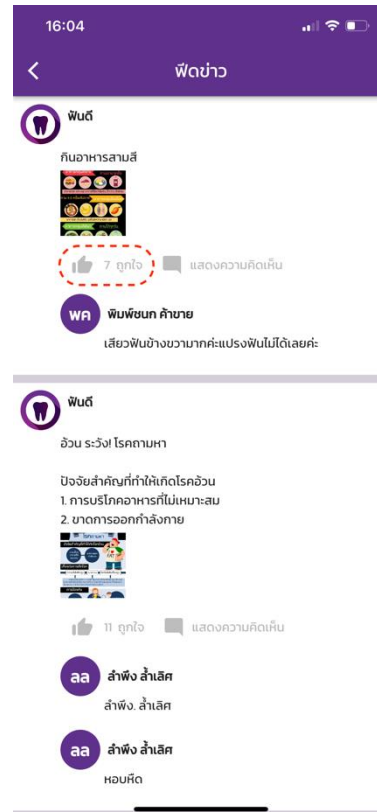 16:04
ฟีดข่าว
ฟันดี
กินอาหารสามสี
7 ถูกใจ แสดงความคิดเห็น
พค พิมพ์ชนก ค้าขาย
เสียวฟันข้างขวามากค่ะแปรงฟันไม่ได้เลยค่ะ
ฟันดี
อ้วน ระวัง! โรคถามหา
ปัจจัยสำคัญที่ทำให้เกิดโรคอ้วน
1. การบริโภคอาหารที่ไม่เหมาะสม
2. ขาดการออกกำลังกาย
11 ถูกใจ แสดงความคิดเห็น
ลล ลำพึง ล้ำเลิศ
ลำพึง. ล้ำเลิศ
ลล ลำพึง ล้ำเลิศ
หอบหืด